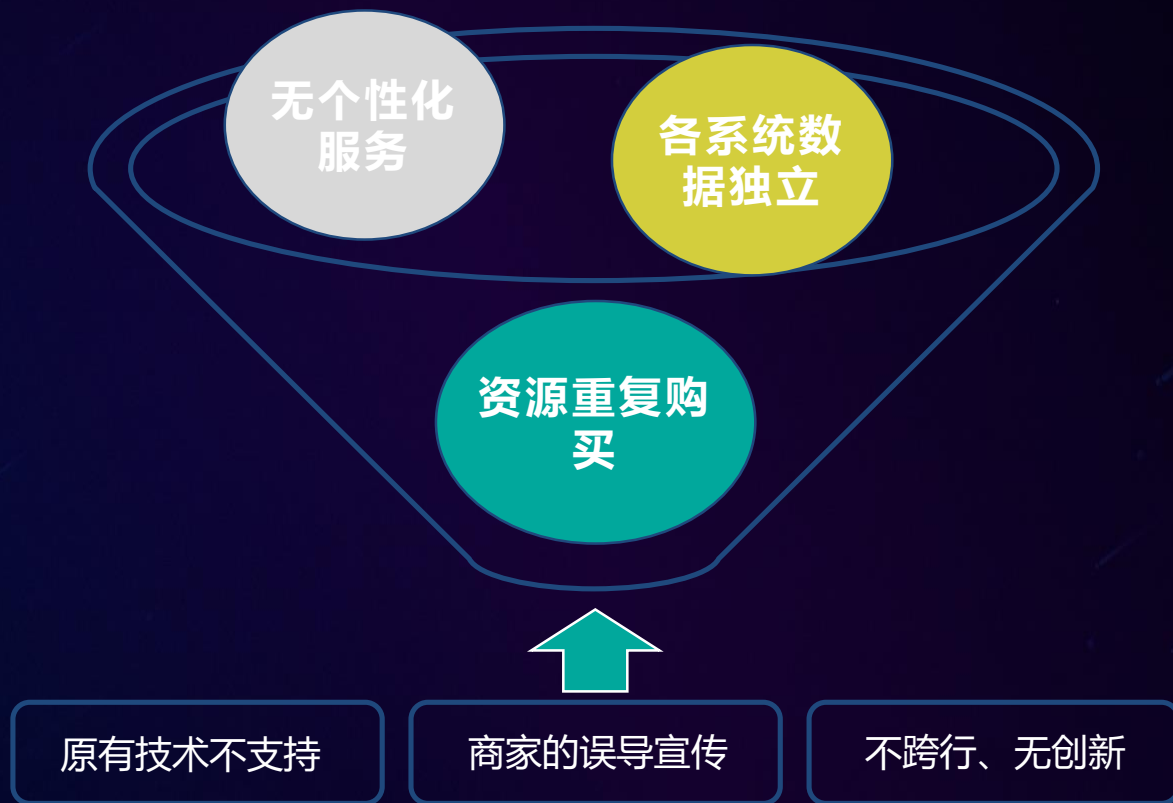 无个性化
服务
各系统数
据独立
资源重复购
买
原有技术不支持
商家的误导宣传
不跨行、无创新